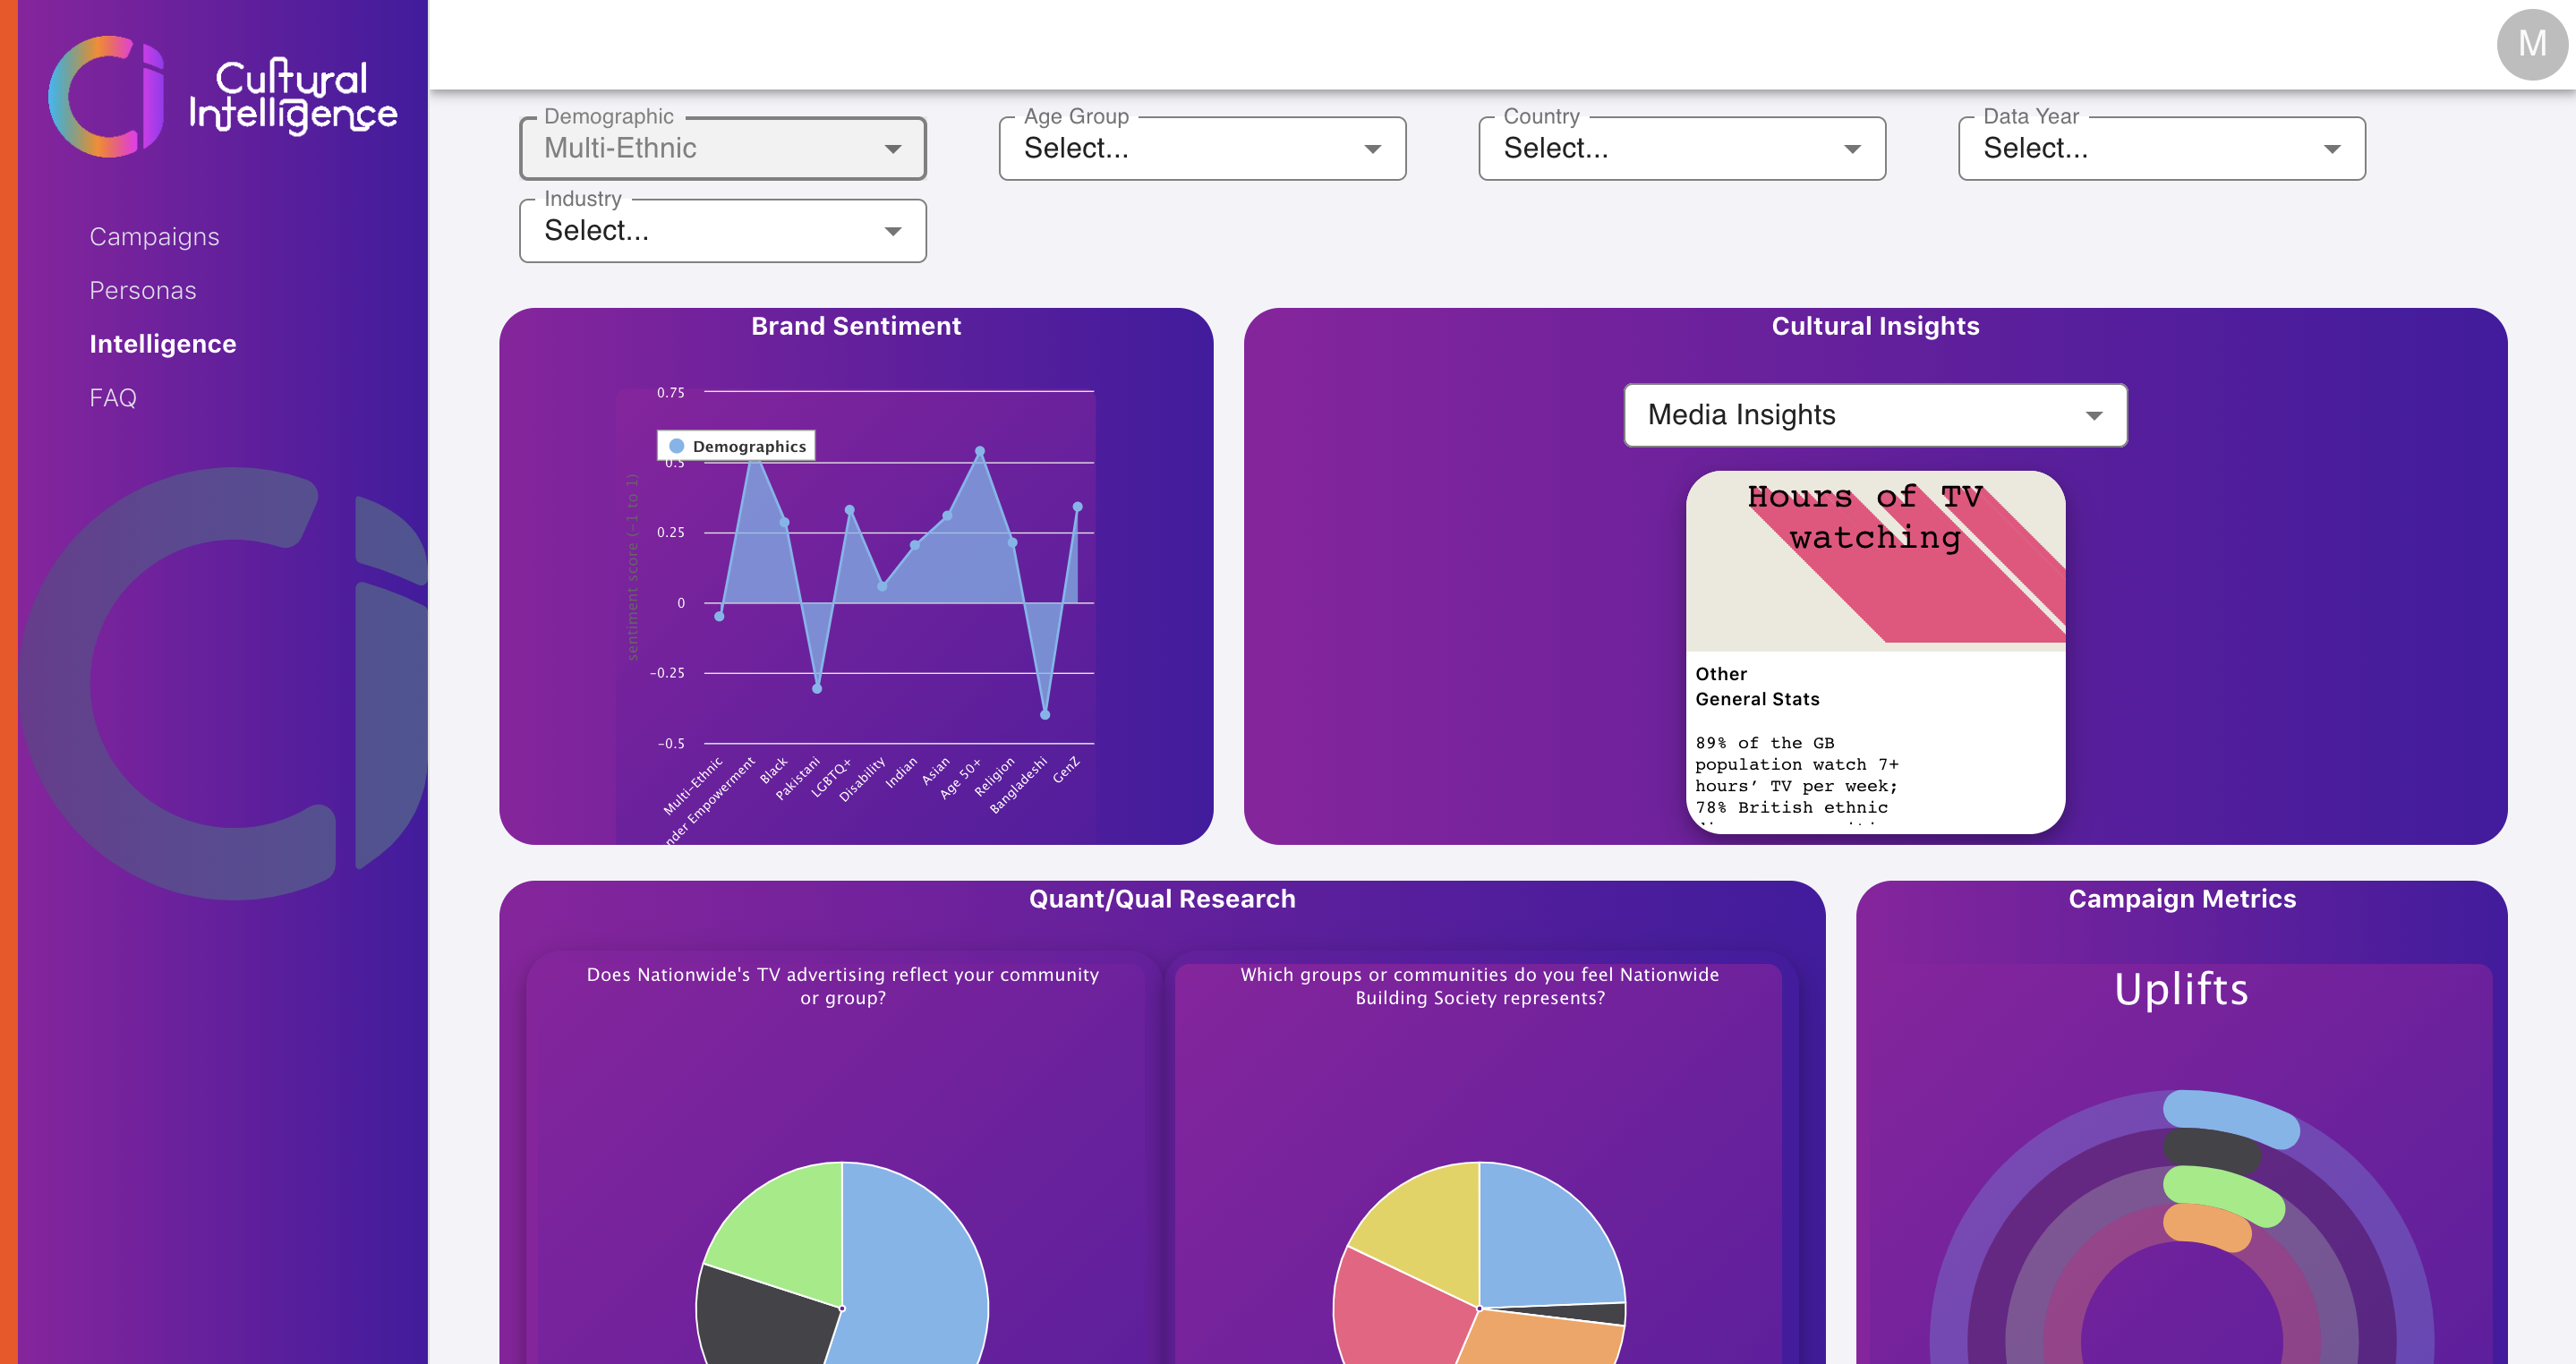 Cultural
Intelligence
Campaigns
Personas
Intelligence
FAQ
M
Demographic
Multi-Ethnic
Age Group
Select...
Country
Select...
Data Year
Select...
Industry
Select...
Brand Sentiment
0.75
Demographics
0.5
0.25
0
-0.25
-0.5
sentiment score (-1 to 1)
Multi-Ethnic
nder Empowerment
Black
Pakistani
LGBTQ+
Disability
Indian
Asian
Age 50+
Religion
Bangladeshi
GenZ
Cultural Insights
Media Insights
Hours of TV
watching
Other
General Stats
89% of the GB
population watch 7+
hours’ TV per week;
78% British ethnic
Quant/Qual Research
Does Nationwide's TV advertising reflect your community
or group?
Which groups or communities do you feel Nationwide
Building Society represents?
Campaign Metrics
Uplifts